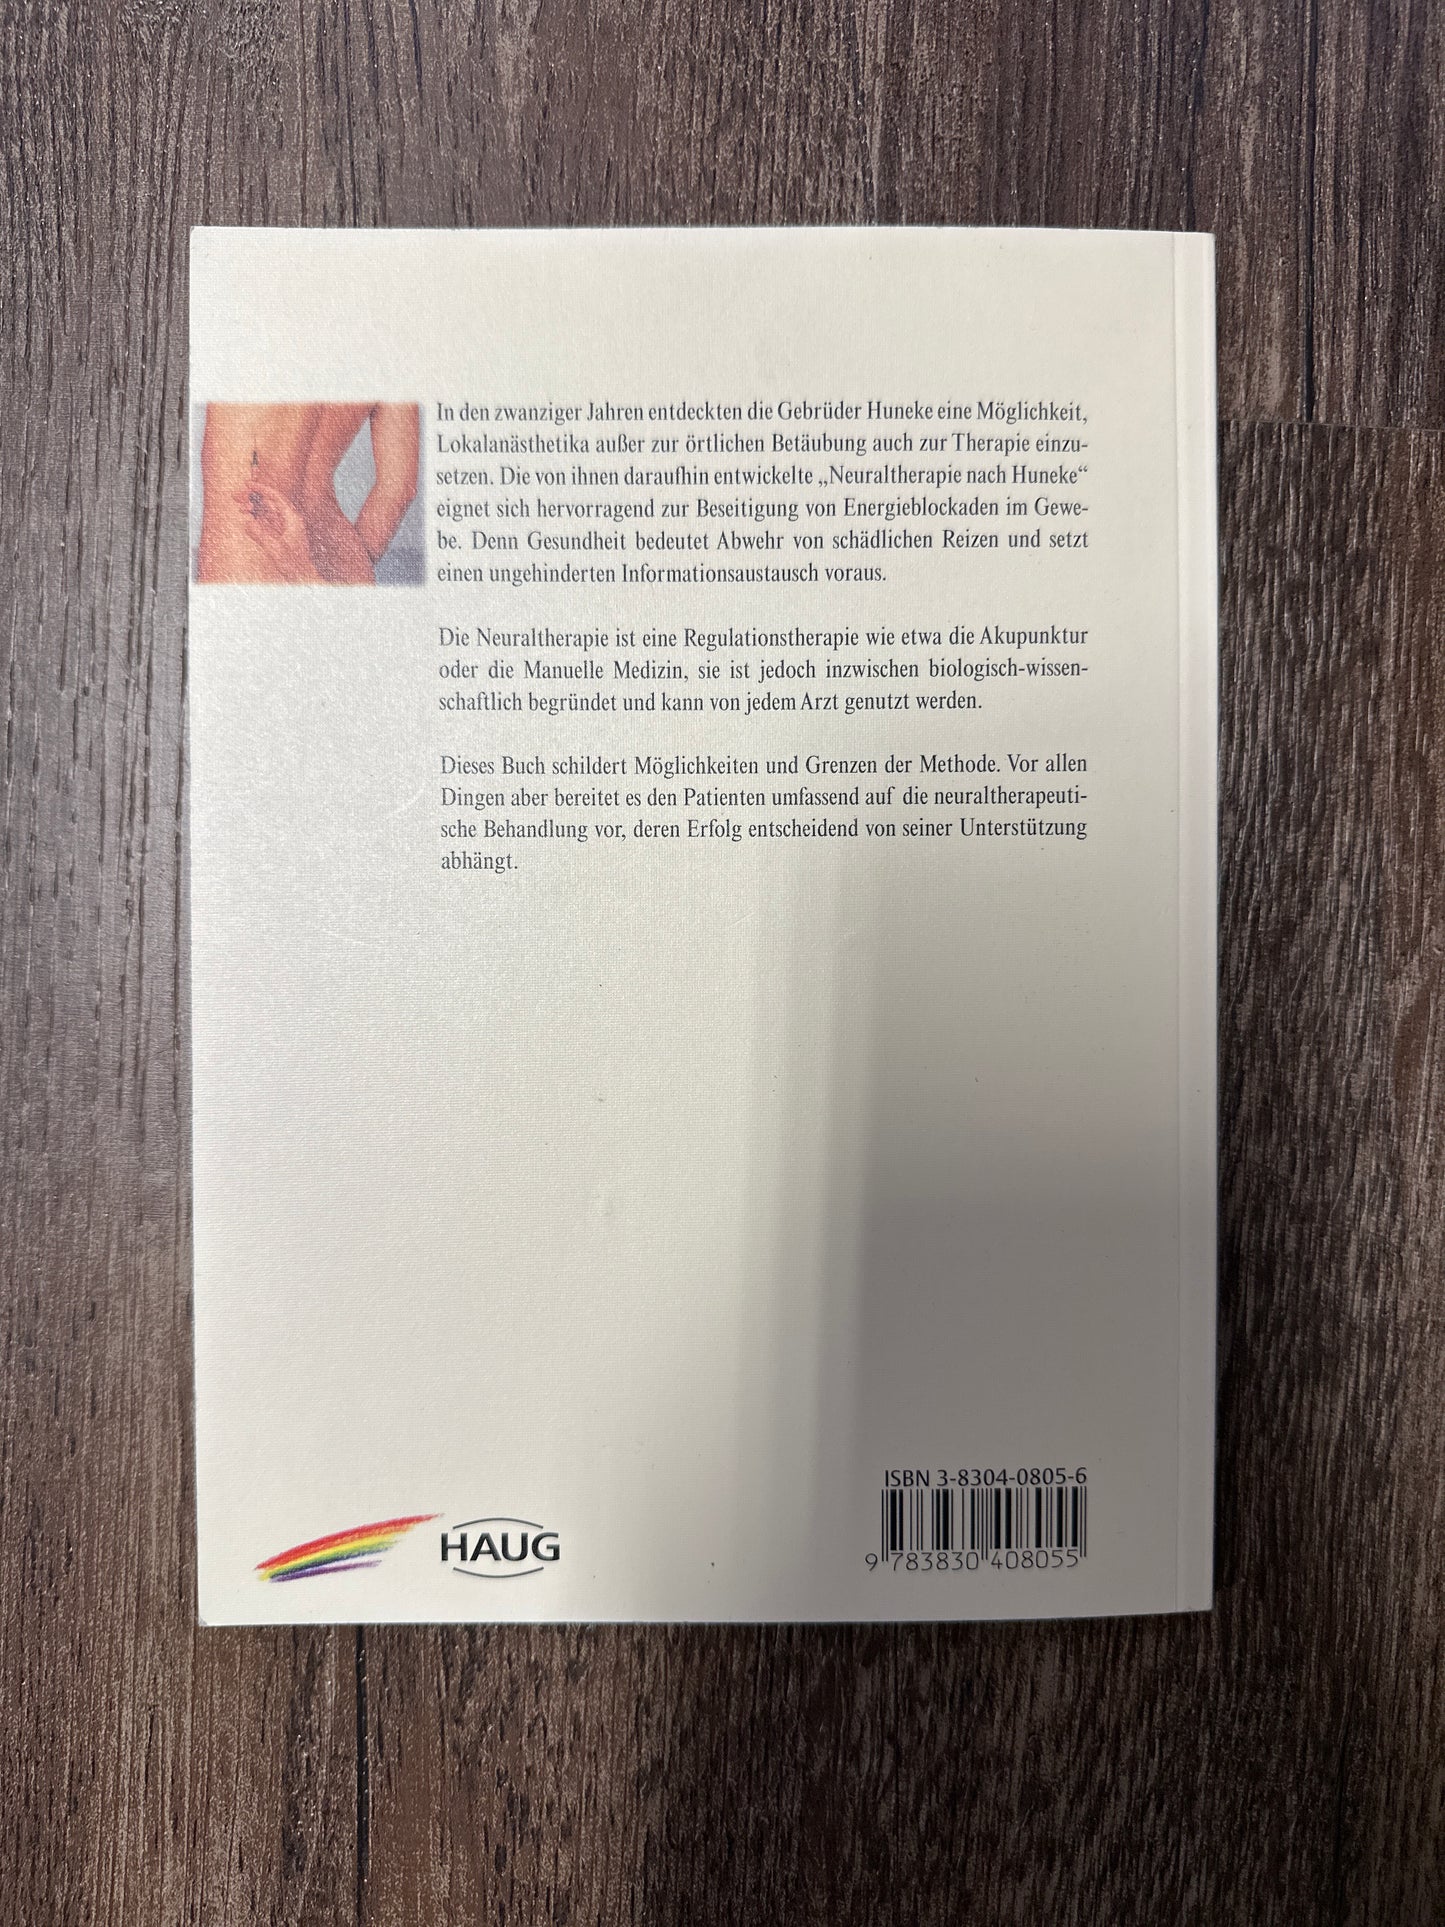 In den zwanziger Jahren entdeckten die Gebrüder Huneke eine Möglichkeit,
Lokalanästhetika außer zur örtlichen Betäubung auch zur Therapie einzu-
setzen. Die von ihnen daraufhin entwickelte „Neuraltherapie nach Huneke“
eignet sich hervorragend zur Beseitigung von Energieblockaden im Gewe-
be. Denn Gesundheit bedeutet Abwehr von schädlichen Reizen und setzt
einen ungehinderten Informationsaustausch voraus.
Die Neuraltherapie ist eine Regulationstherapie wie etwa die Akupunktur
oder die Manuelle Medizin, sie ist jedoch inzwischen biologisch-wissen-
schaftlich begründet und kann von jedem Arzt genutzt werden.
Dieses Buch schildert Möglichkeiten und Grenzen der Methode. Vor allen
Dingen aber bereitet es den Patienten umfassend auf die neuraltherapeuti-
sche Behandlung vor, deren Erfolg entscheidend von seiner Unterstützung
abhängt.
HAUG
ISBN 3-8304-0805-6
9 783830 408055